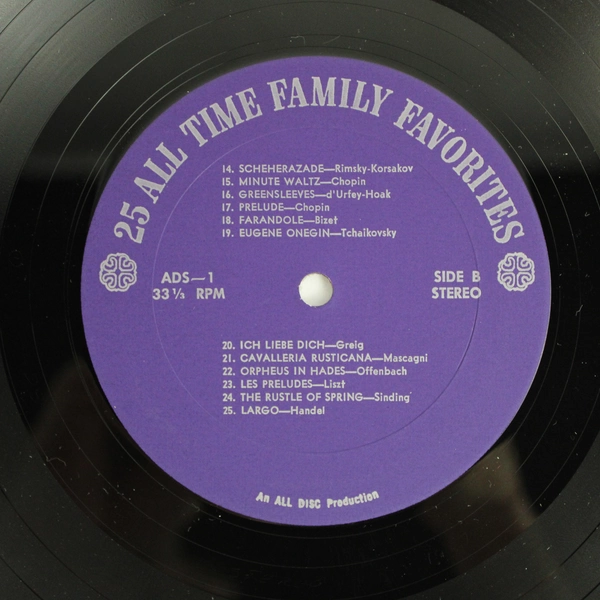 25 ALL TIME FAMILY FAVORITES
14. SCHEHERAZADE—Rimsky-Korsakov
15. MINUTE WALTZ—Chopin
16. GREENSLEEVES—d'Urfey-Hoak
17. PRELUDE—Chopin
18. FARANDOLE—Bizet
19. EUGENE ONEGIN—Tchaikovsky
ADS—1
33⅓ RPM
SIDE B
STEREO
20. ICH LIEBE DICH—Greig
21. CAVALLERIA RUSTICANA—Mascagni
22. ORPHEUS IN HADES—Offenbach
23. LES PRELUDES—Liszt
24. THE RUSTLE OF SPRING—Sinding
25. LARGO—Handel
An ALL DISC Production